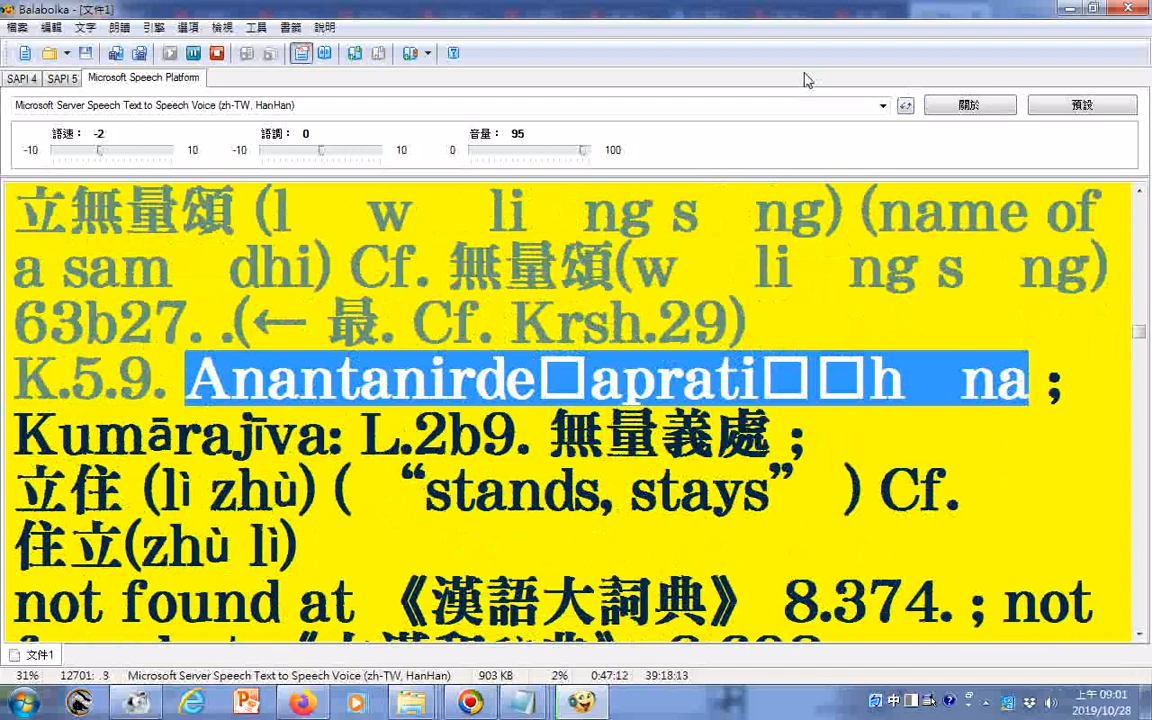 Balabolka - [文件1]
檔案 編輯 文字 朗讀 引擎 選項 檢視 工具 書籤 說明
SAPI 4 SAPI 5 Microsoft Speech Platform
Microsoft Server Speech Text to Speech Voice (zh-TW, HanHan) 關於 預設
語速： -2 語調： 0 音量： 95
-10 10 -10 10 0 100
立無量頌 (l w li ng s ng) (name of
a sam dhi) Cf. 無量頌(w li ng s ng)
63b27. .(← 最. Cf. Krsh.29)
K.5.9. Anantanirde□aprati□□h na ;
Kumārajīva: L.2b9. 無量義處 ;
立住 (lì zhù) ( “stands, stays” ) Cf.
住立(zhù lì)
not found at 《漢語大詞典》 8.374. ; not
文件1
31% 12701: .3 Microsoft Server Speech Text to Speech Voice (zh-TW, HanHan) 903 KB 2% 0:47:12 39:18:13
中 上午 09:01
2019/10/28